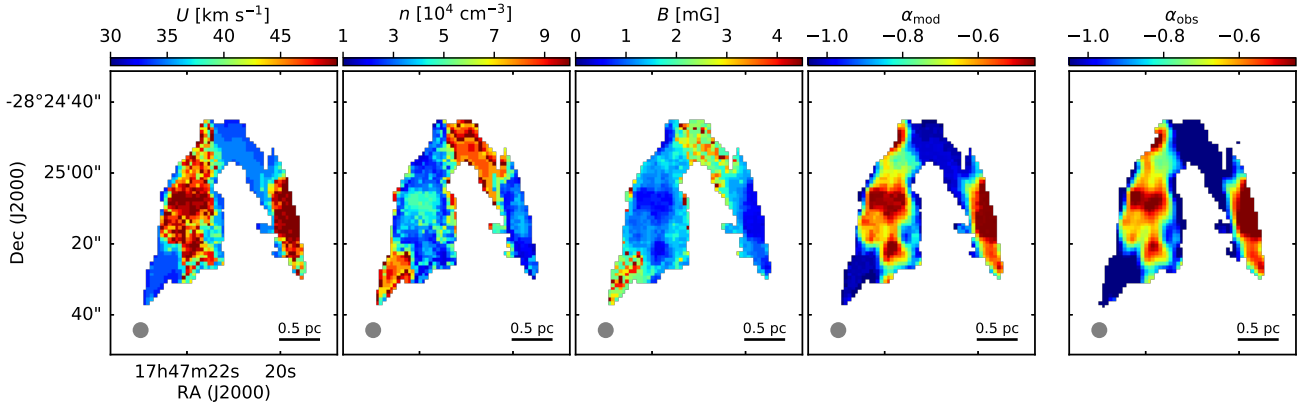 U [km s⁻¹]
n [10⁴ cm⁻³]
B [mG]
α_mod
α_obs
30 35 40 45
1 3 5 7 9
0 1 2 3 4
−1.0 −0.8 −0.6
−1.0 −0.8 −0.6
-28°24'40"
25'00"
20"
40"
Dec (J2000)
0.5 pc
0.5 pc
0.5 pc
0.5 pc
0.5 pc
17h47m22s 20s
RA (J2000)